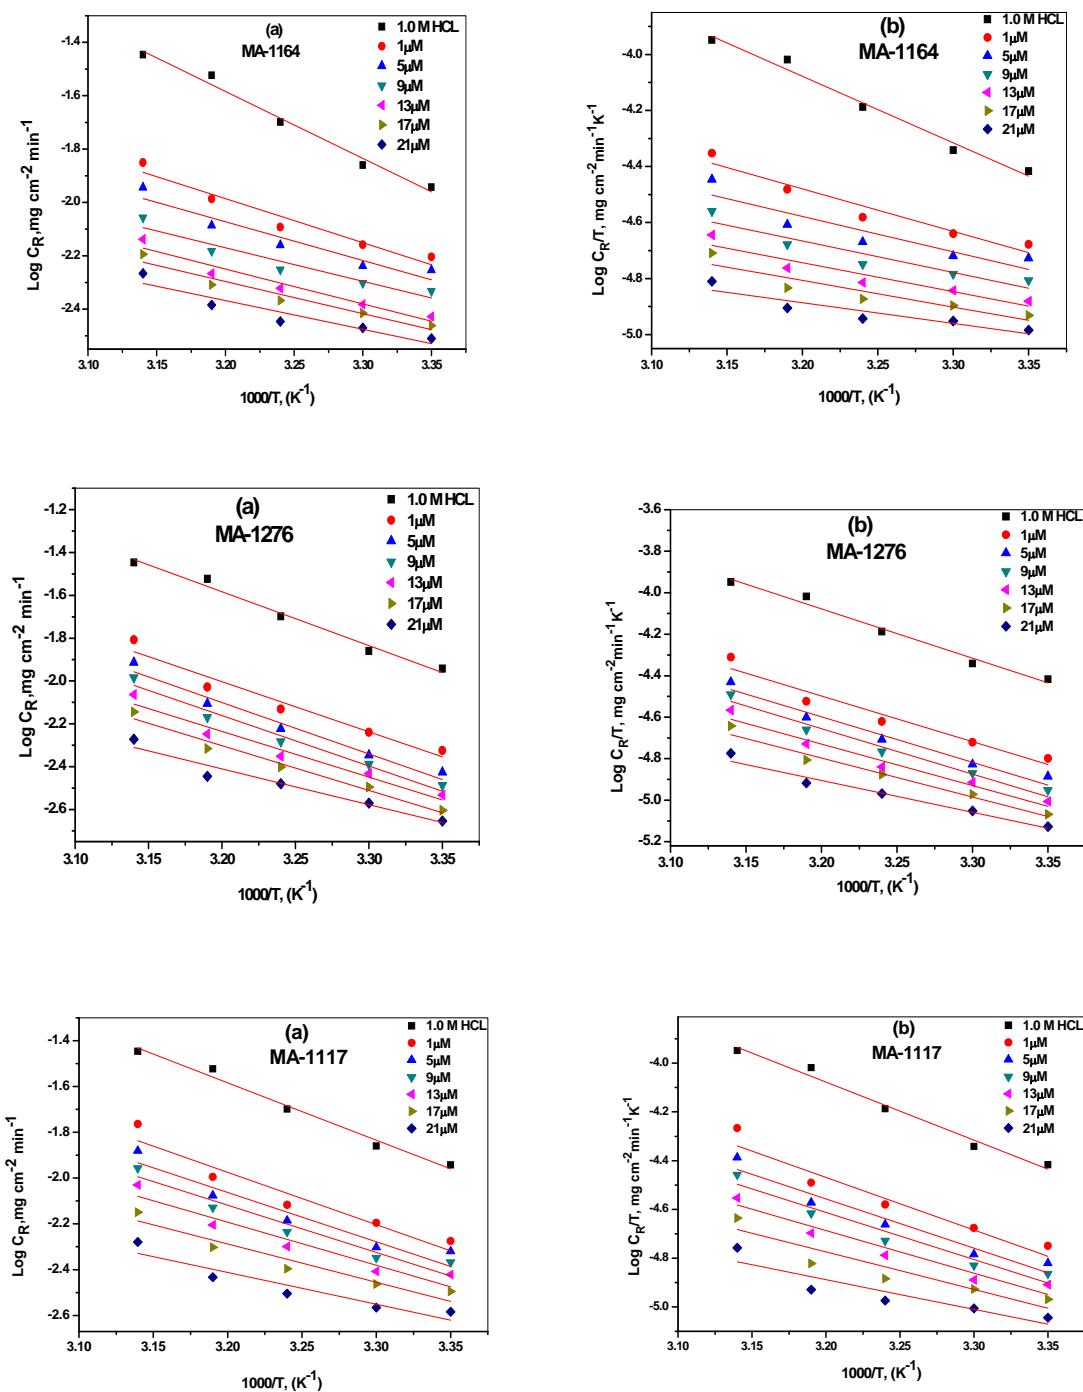 (a)
MA-1164
1.0 M HCL
1μM
5μM
9μM
13μM
17μM
21μM
-1.4
-1.6
-1.8
-2.0
-2.2
-2.4
Log C_R,mg cm⁻² min⁻¹
3.10
3.15
3.20
3.25
3.30
3.35
1000/T, (K⁻¹)
(b)
MA-1164
1.0 M HCL
1μM
5μM
9μM
13μM
17μM
21μM
-4.0
-4.2
-4.4
-4.6
-4.8
-5.0
Log C_R/T, mg cm⁻²min⁻¹K⁻¹
3.10
3.15
3.20
3.25
3.30
3.35
1000/T, (K⁻¹)
(a)
MA-1276
1.0 M HCL
1μM
5μM
9μM
13μM
17μM
21μM
-1.2
-1.4
-1.6
-1.8
-2.0
-2.2
-2.4
-2.6
Log C_R,mg cm⁻² min⁻¹
3.10
3.15
3.20
3.25
3.30
3.35
1000/T, (K⁻¹)
(b)
MA-1276
1.0 M HCL
1μM
5μM
9μM
13μM
17μM
21μM
-3.6
-3.8
-4.0
-4.2
-4.4
-4.6
-4.8
-5.0
-5.2
Log C_R/T, mg cm⁻²min⁻¹K⁻¹
3.10
3.15
3.20
3.25
3.30
3.35
1000/T, (K⁻¹)
(a)
MA-1117
1.0 M HCL
1μM
5μM
9μM
13μM
17μM
21μM
-1.4
-1.6
-1.8
-2.0
-2.2
-2.4
-2.6
Log C_R,mg cm⁻² min⁻¹
3.10
3.15
3.20
3.25
3.30
3.35
1000/T, (K⁻¹)
(b)
MA-1117
1.0 M HCL
1μM
5μM
9μM
13μM
17μM
21μM
-4.0
-4.2
-4.4
-4.6
-4.8
-5.0
Log C_R/T, mg cm⁻²min⁻¹K⁻¹
3.10
3.15
3.20
3.25
3.30
3.35
1000/T, (K⁻¹)